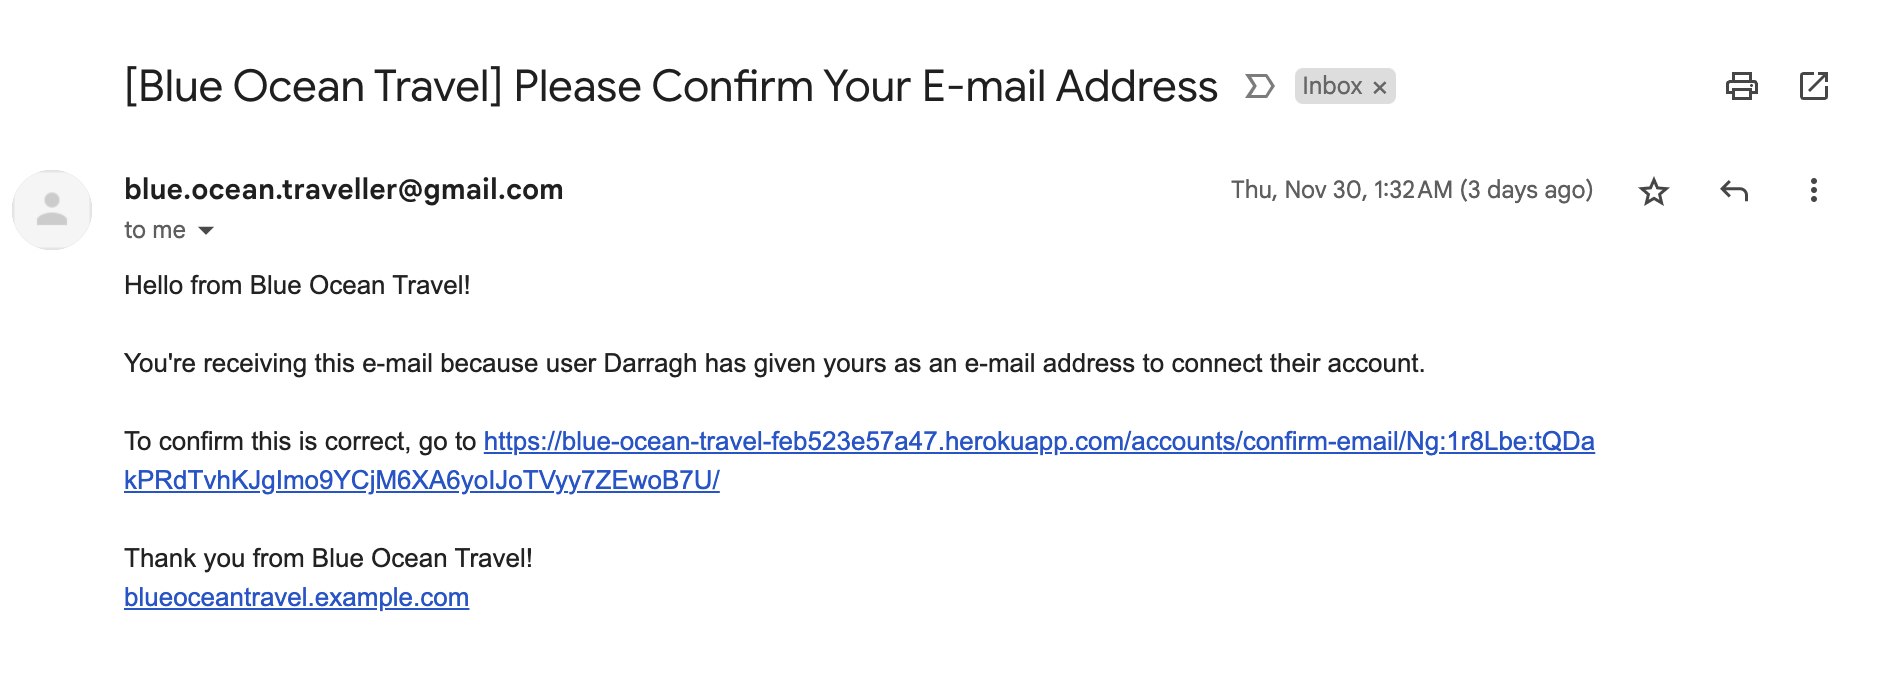 [Blue Ocean Travel] Please Confirm Your E-mail Address Inbox ×
blue.ocean.traveller@gmail.com Thu, Nov 30, 1:32 AM (3 days ago)
to me
Hello from Blue Ocean Travel!
You're receiving this e-mail because user Darragh has given yours as an e-mail address to connect their account.
To confirm this is correct, go to https://blue-ocean-travel-feb523e57a47.herokuapp.com/accounts/confirm-email/Ng:1r8Lbe:tQDa
kPRdTvhKJgImo9YCjM6XA6yoIJoTVyy7ZEwoB7U/
Thank you from Blue Ocean Travel!
blueoceantravel.example.com